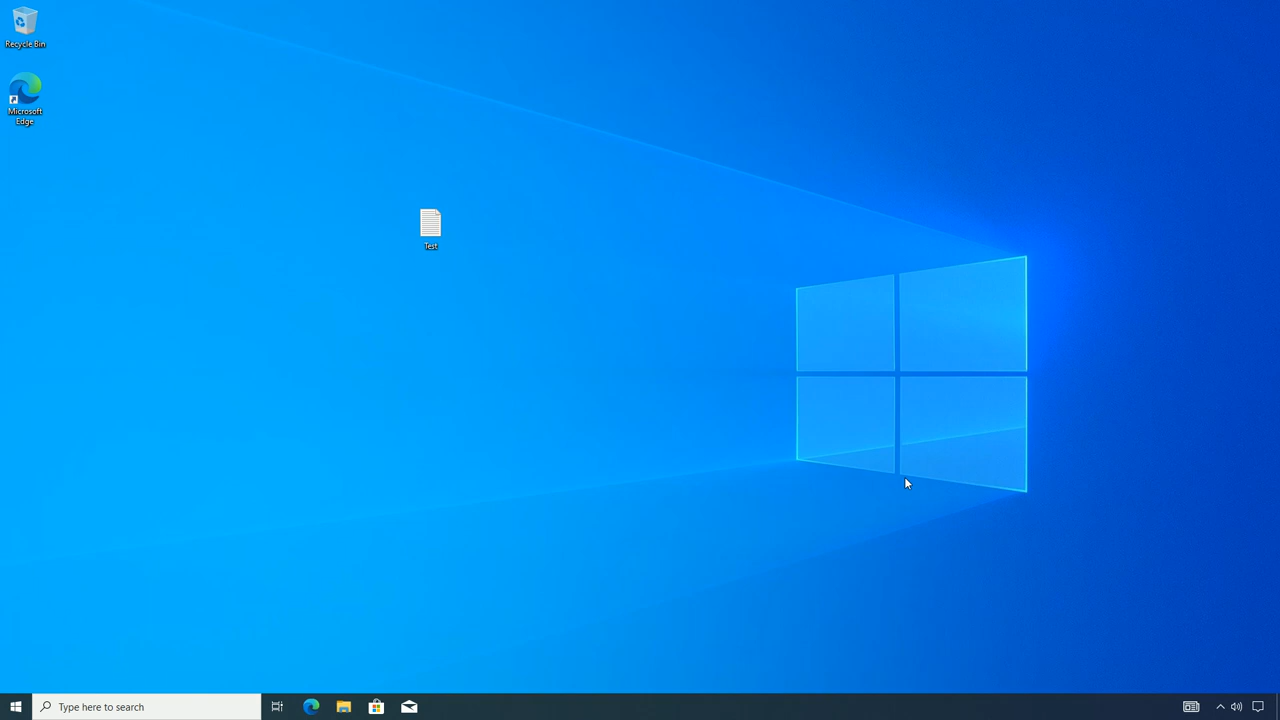 Recycle Bin
Microsoft
Edge
Test
Type here to search